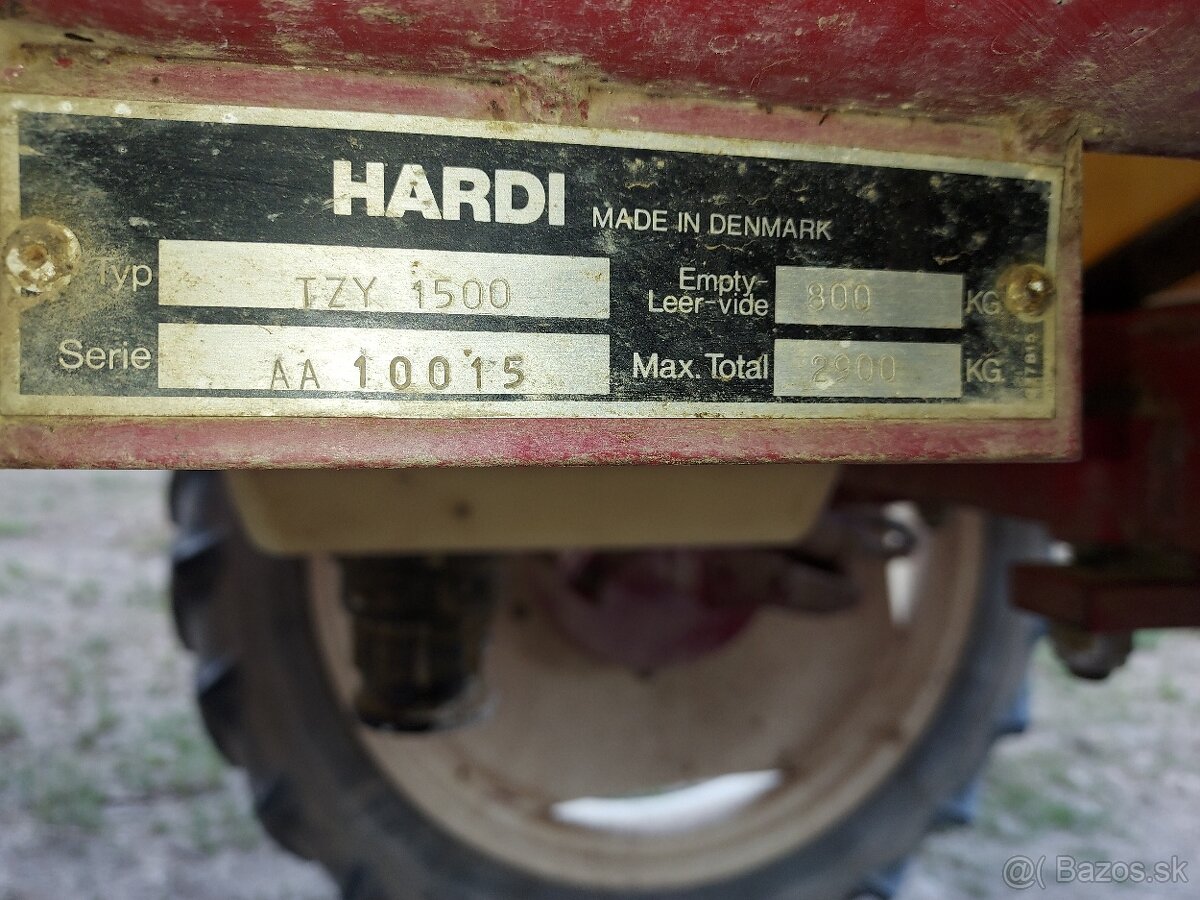 HARDI MADE IN DENMARK
Typ TZY 1500
Serie AA 10015
Empty-
Leer-vide 800 KG
Max. Total 2900 KG
@( Bazos.sk